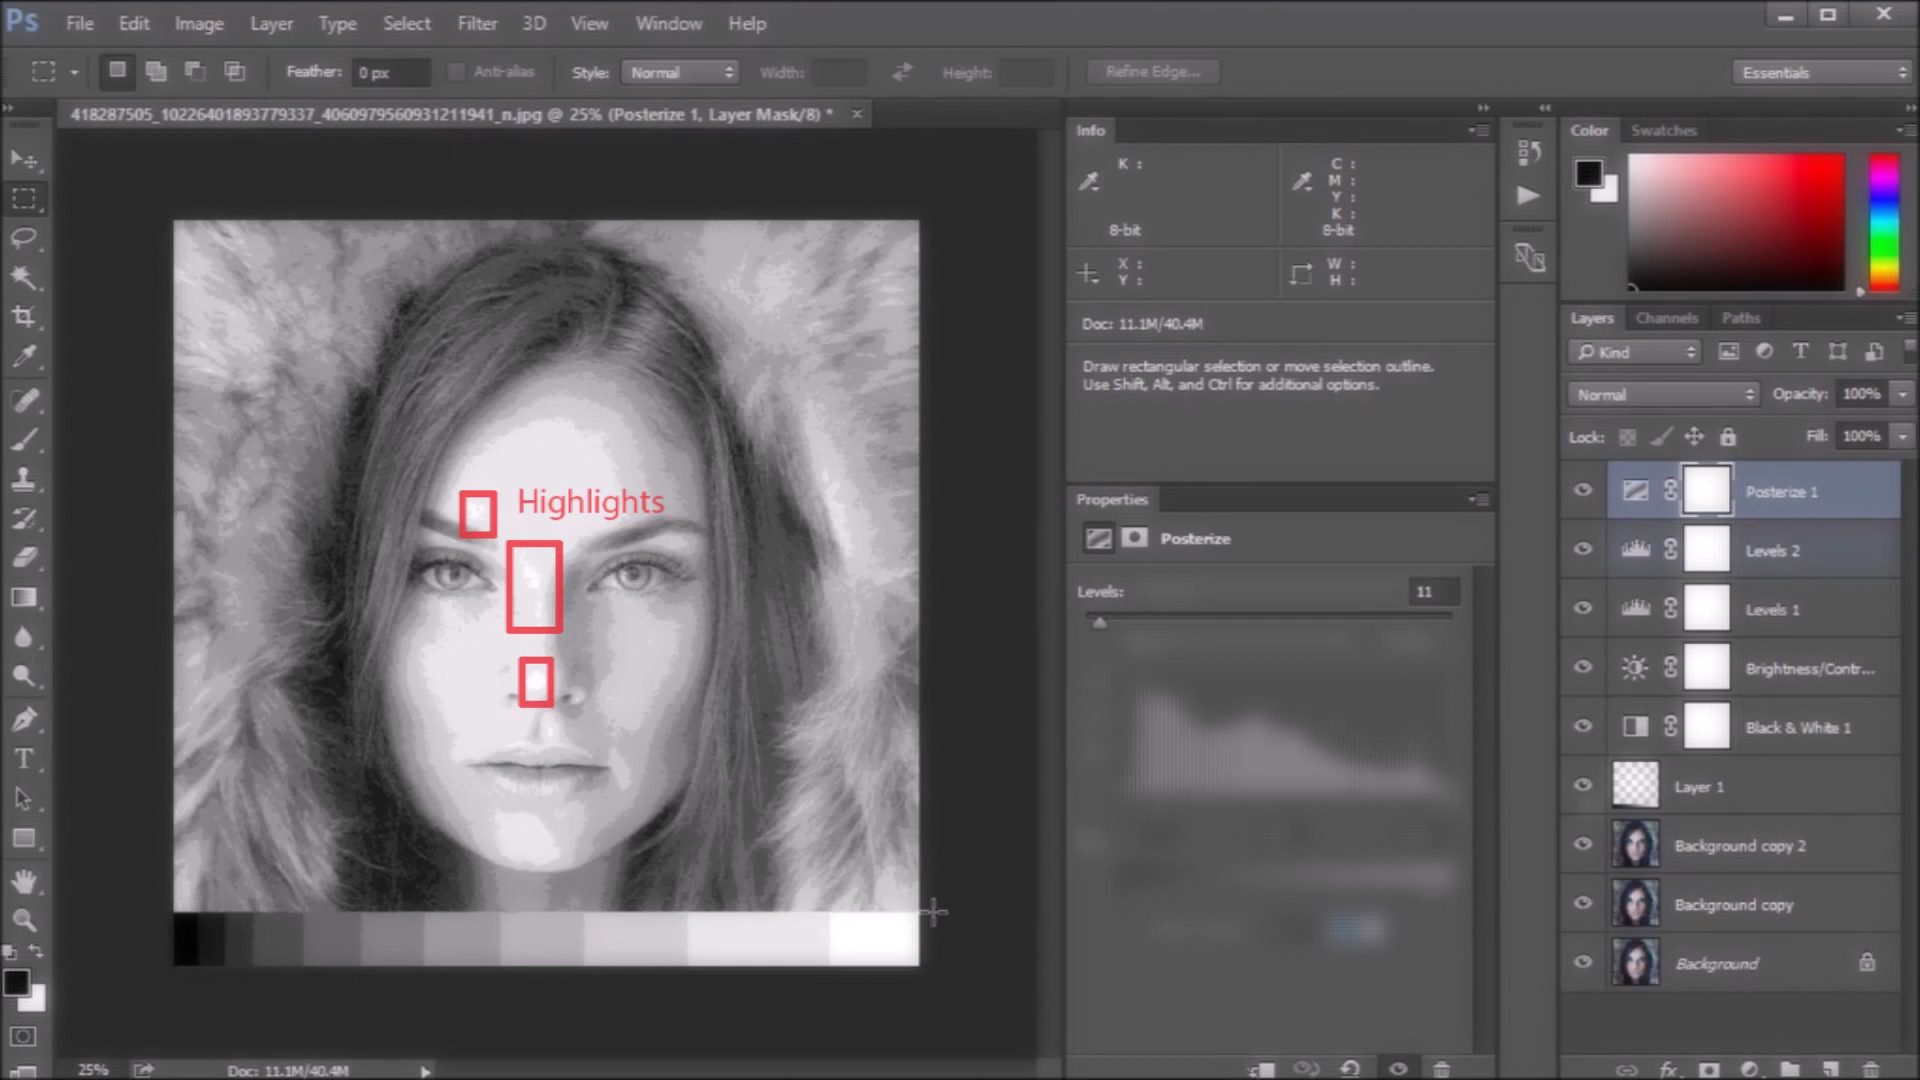 Ps File Edit Image Layer Type Select Filter 3D View Window Help
Feather: 0 px Anti-alias Style: Normal Width: Height: Refine Edge... Essentials
418287505_10226401893779337_4060979560931211941_n.jpg @ 25% (Posterize 1, Layer Mask/8) *
Info
K :
C :
M :
Y :
K :
8-bit 8-bit
X : W :
Y : H :
Doc: 11.1M/40.4M
Draw rectangular selection or move selection outline.
Use Shift, Alt, and Ctrl for additional options.
Properties
Posterize
Levels: 11
Color Swatches
Layers Channels Paths
Kind
Normal Opacity: 100%
Lock: Fill: 100%
Posterize 1
Levels 2
Levels 1
Brightness/Contr...
Black & White 1
Layer 1
Background copy 2
Background copy
Background
Highlights
T
25% Doc: 11.1M/40.4M
fx